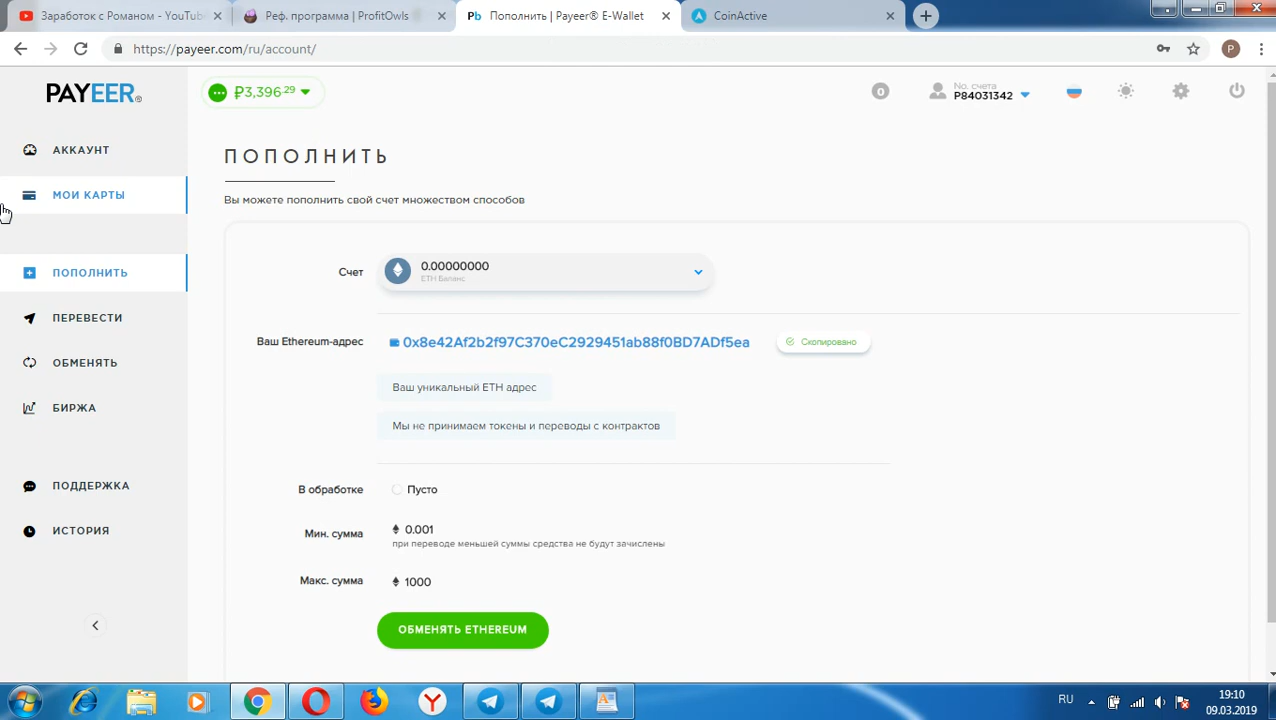 Заработок с Романом - YouTub
Реф. программа | ProfitOwls
Пополнить | Payeer® E-Wallet
CoinActive
https://payeer.com/ru/account/
P
PAYEER®
₽3,396.29
0
No. счета
P84031342
АККАУНТ
МОИ КАРТЫ
ПОПОЛНИТЬ
ПЕРЕВЕСТИ
ОБМЕНЯТЬ
БИРЖА
ПОДДЕРЖКА
ИСТОРИЯ
ПОПОЛНИТЬ
Вы можете пополнить свой счет множеством способов
Счет
0.00000000
ETH Баланс
Ваш Ethereum-адрес
0x8e42Af2b2f97C370eC2929451ab88f0BD7ADf5ea
Скопировано
Ваш уникальный ETH адрес
Мы не принимаем токены и переводы с контрактов
В обработке
Пусто
Мин. сумма
0.001
при переводе меньшей суммы средства не будут зачислены
Макс. сумма
1000
ОБМЕНЯТЬ ETHEREUM
RU
19:10
09.03.2019